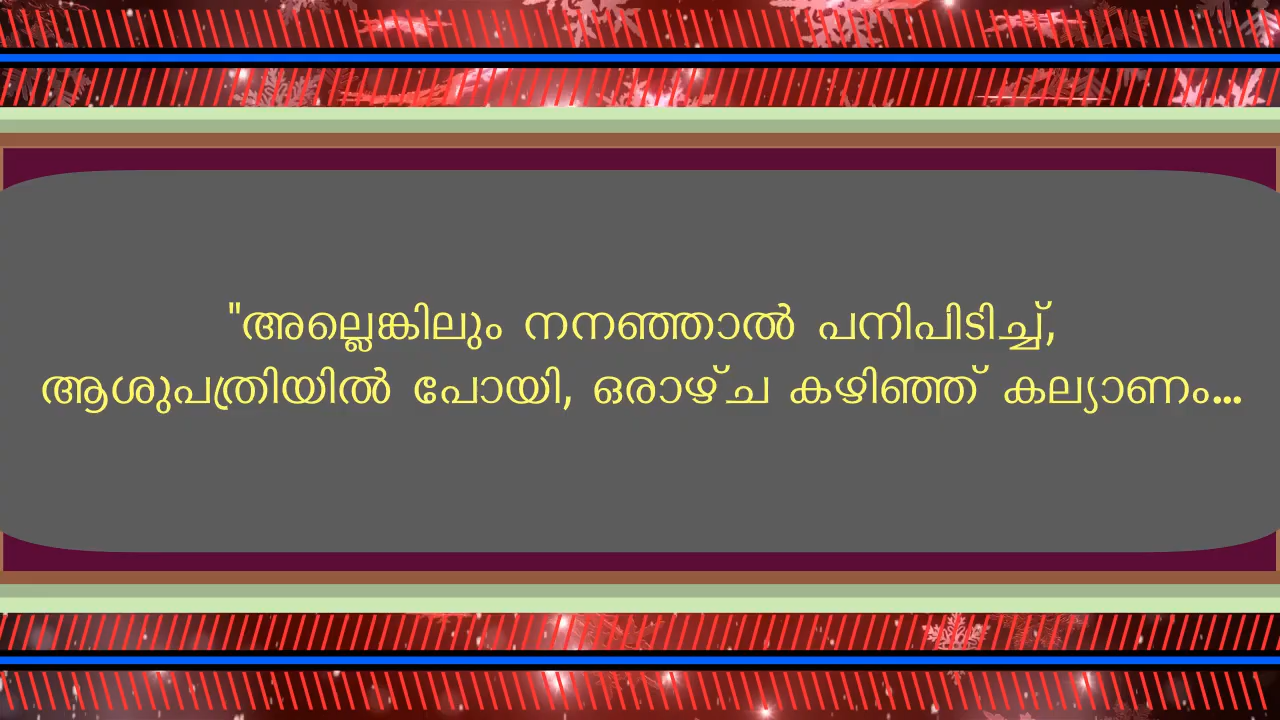 "അല്ലെങ്കിലും നനഞ്ഞാൽ പനിപിടിച്ച്,
ആശുപത്രിയിൽ പോയി, ഒരാഴ്ച കഴിഞ്ഞ് കല്യാണം...